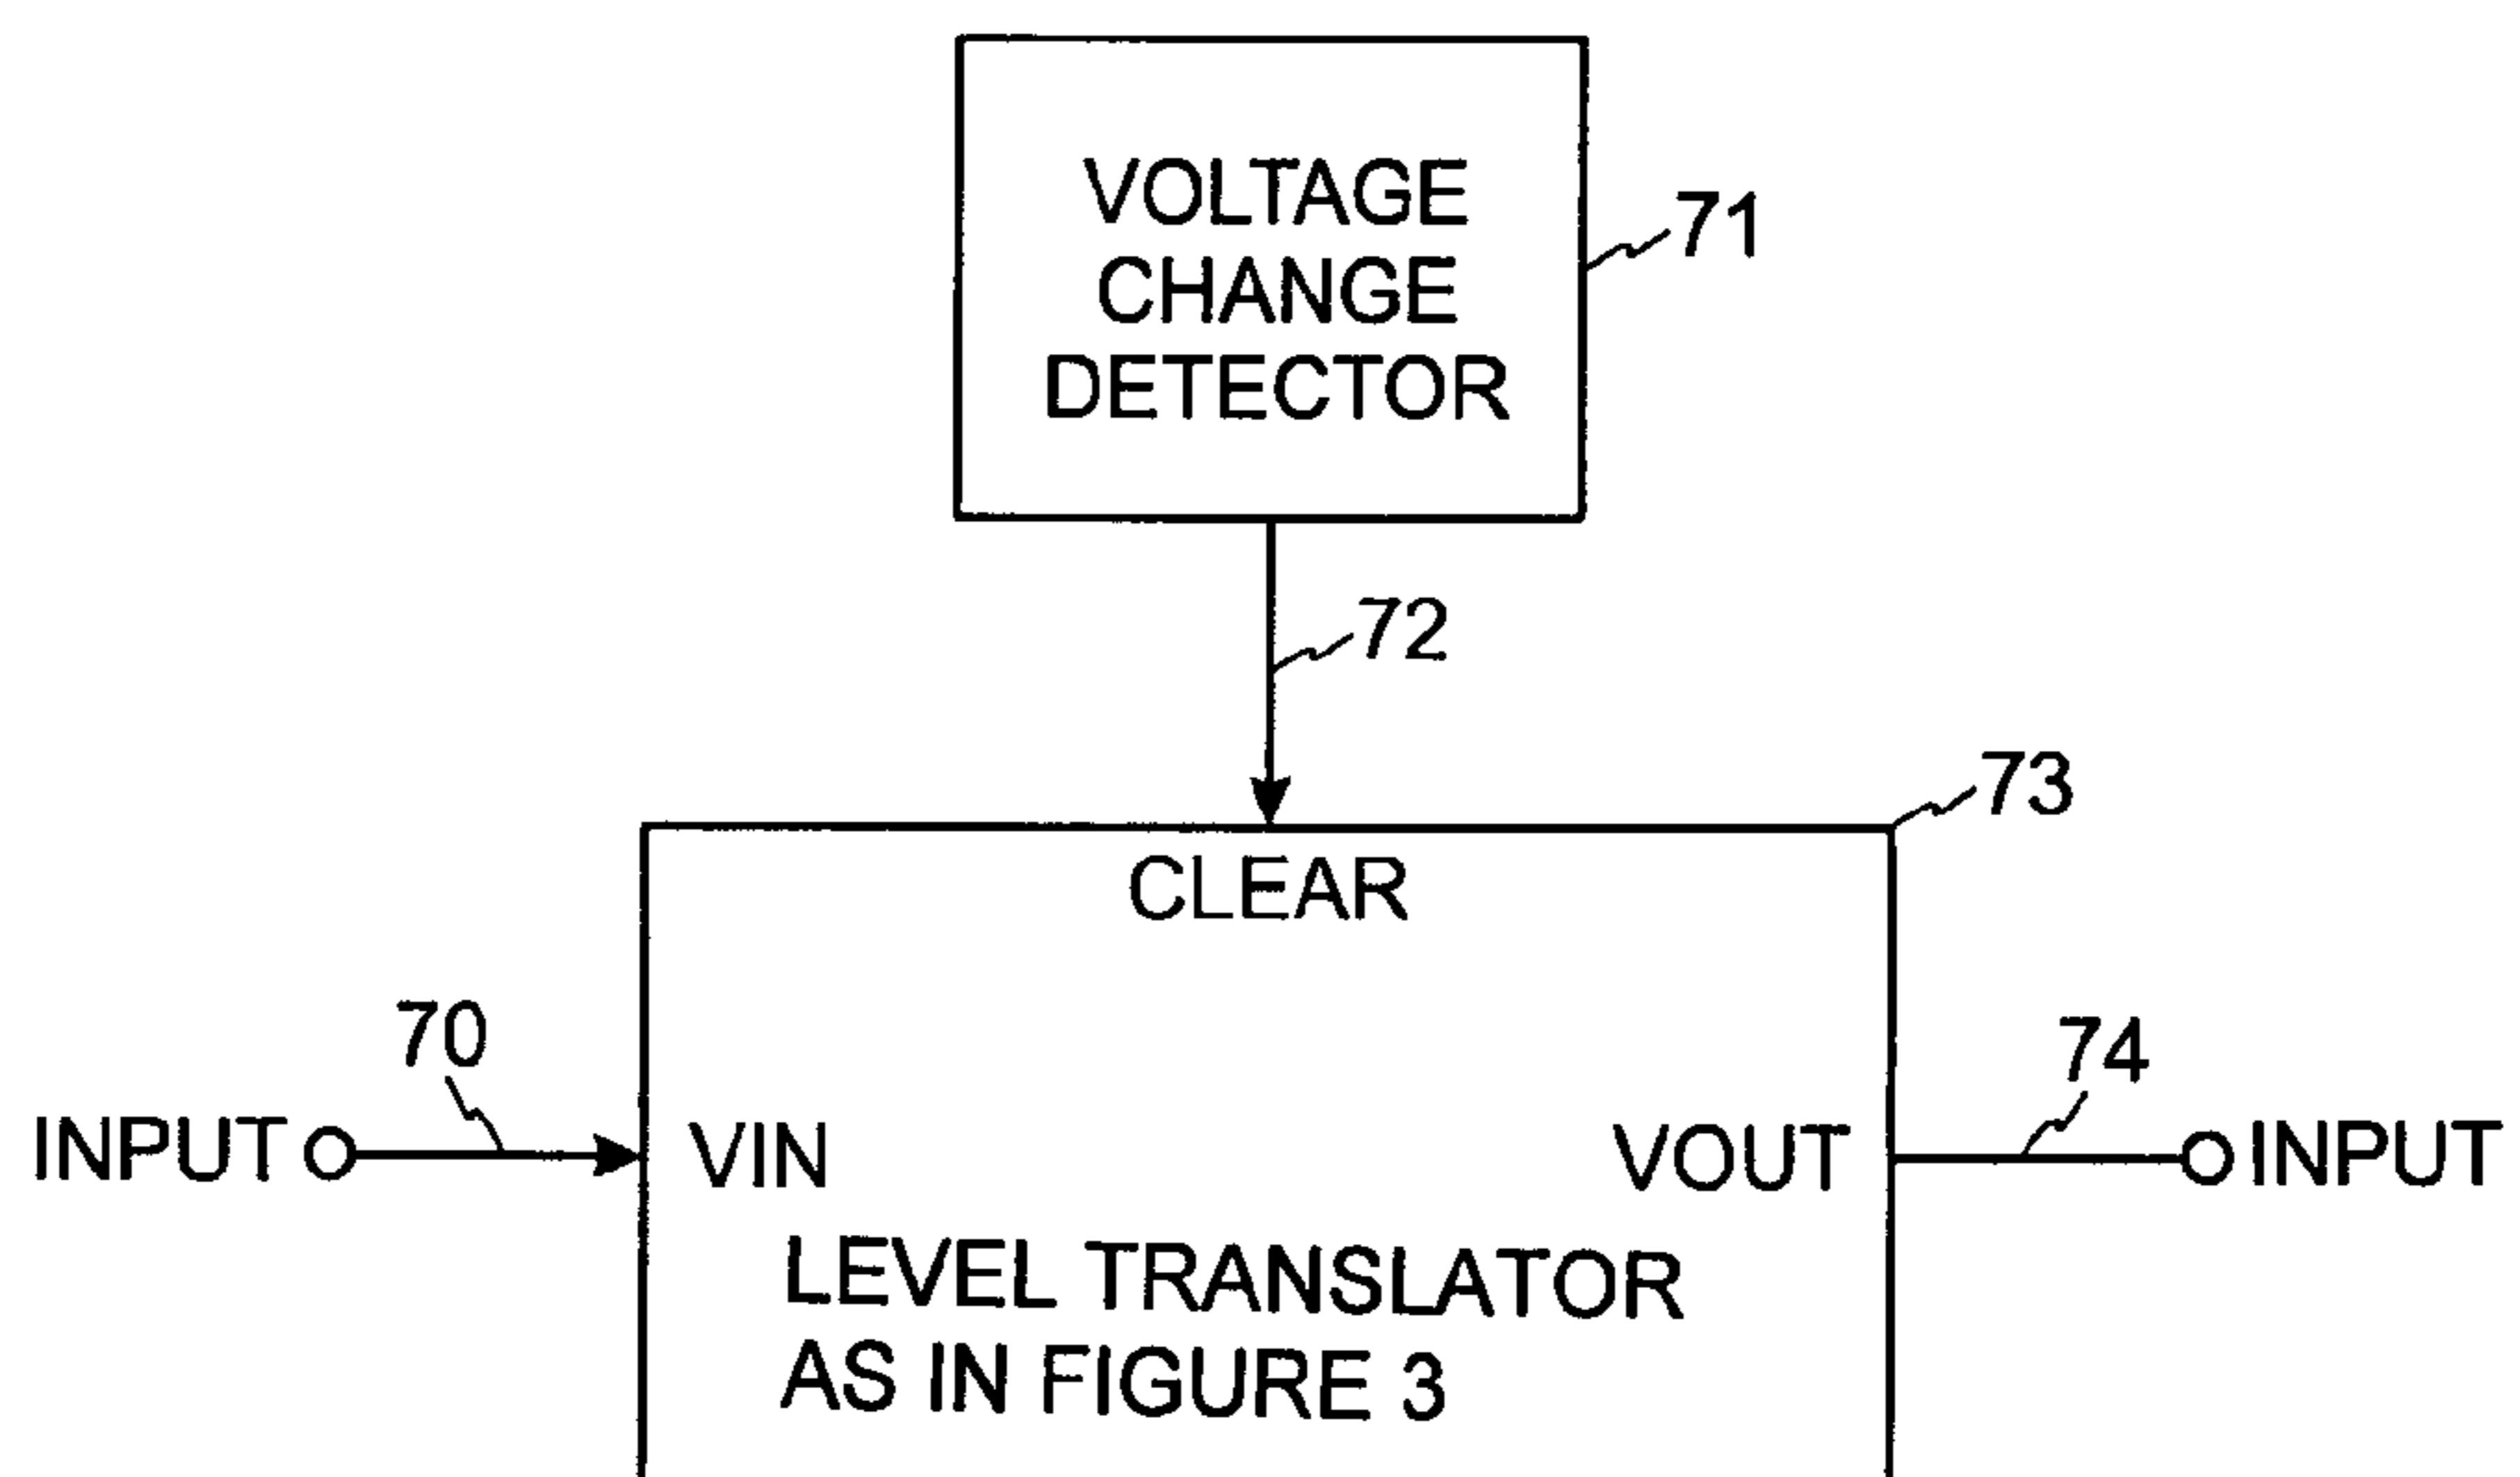 VOLTAGE
CHANGE
DETECTOR
71
72
73
CLEAR
70
74
INPUT
VIN
VOUT
INPUT
LEVEL TRANSLATOR
AS IN FIGURE 3